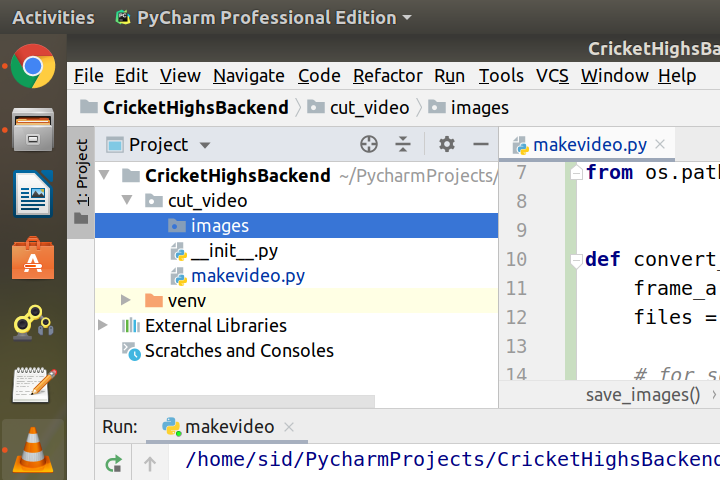 Activities PyCharm Professional Edition
CricketHighsBa
File Edit View Navigate Code Refactor Run Tools VCS Window Help
CricketHighsBackend cut_video images
1: Project
Project
makevideo.py
CricketHighsBackend ~/PycharmProjects/
cut_video
images
__init__.py
makevideo.py
venv
External Libraries
Scratches and Consoles
7 from os.path
8
9
10 def convert_
11 frame_a
12 files =
14 # for so
save_images()
Run: makevideo
/home/sid/PycharmProjects/CricketHighsBackend